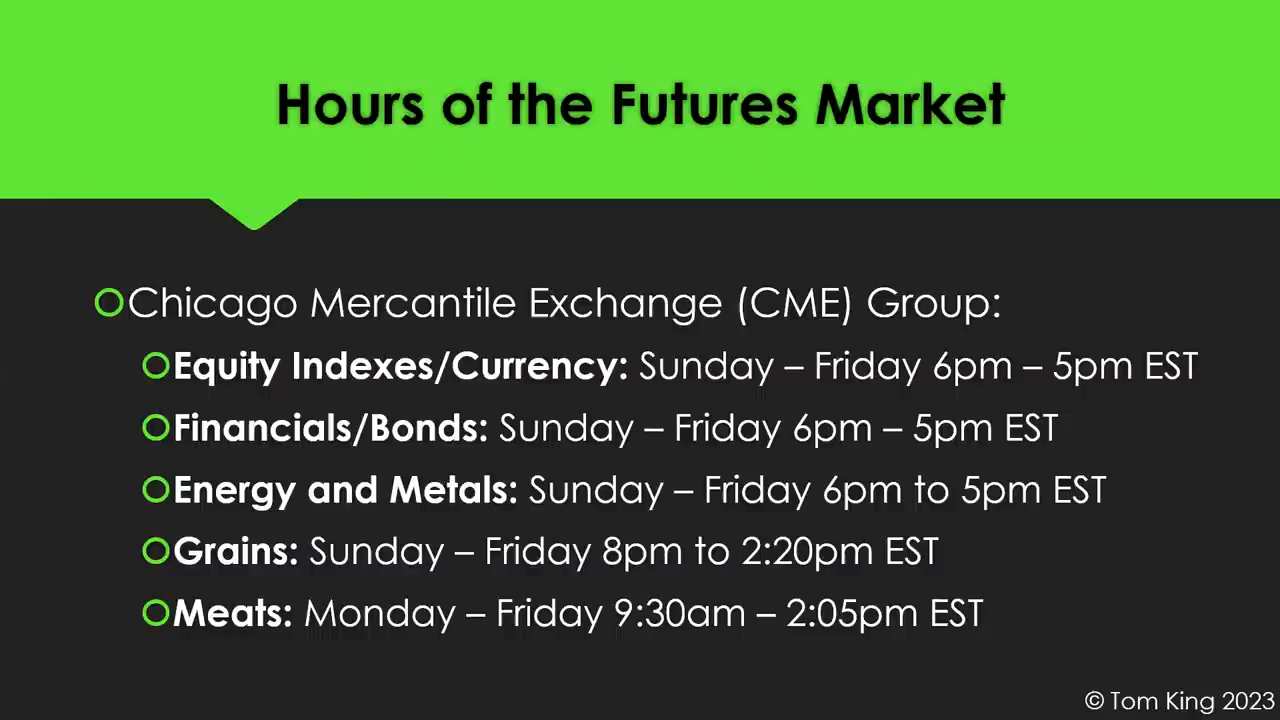 Hours of the Futures Market
Chicago Mercantile Exchange (CME) Group:
Equity Indexes/Currency: Sunday – Friday 6pm – 5pm EST
Financials/Bonds: Sunday – Friday 6pm – 5pm EST
Energy and Metals: Sunday – Friday 6pm to 5pm EST
Grains: Sunday – Friday 8pm to 2:20pm EST
Meats: Monday – Friday 9:30am – 2:05pm EST
© Tom King 2023